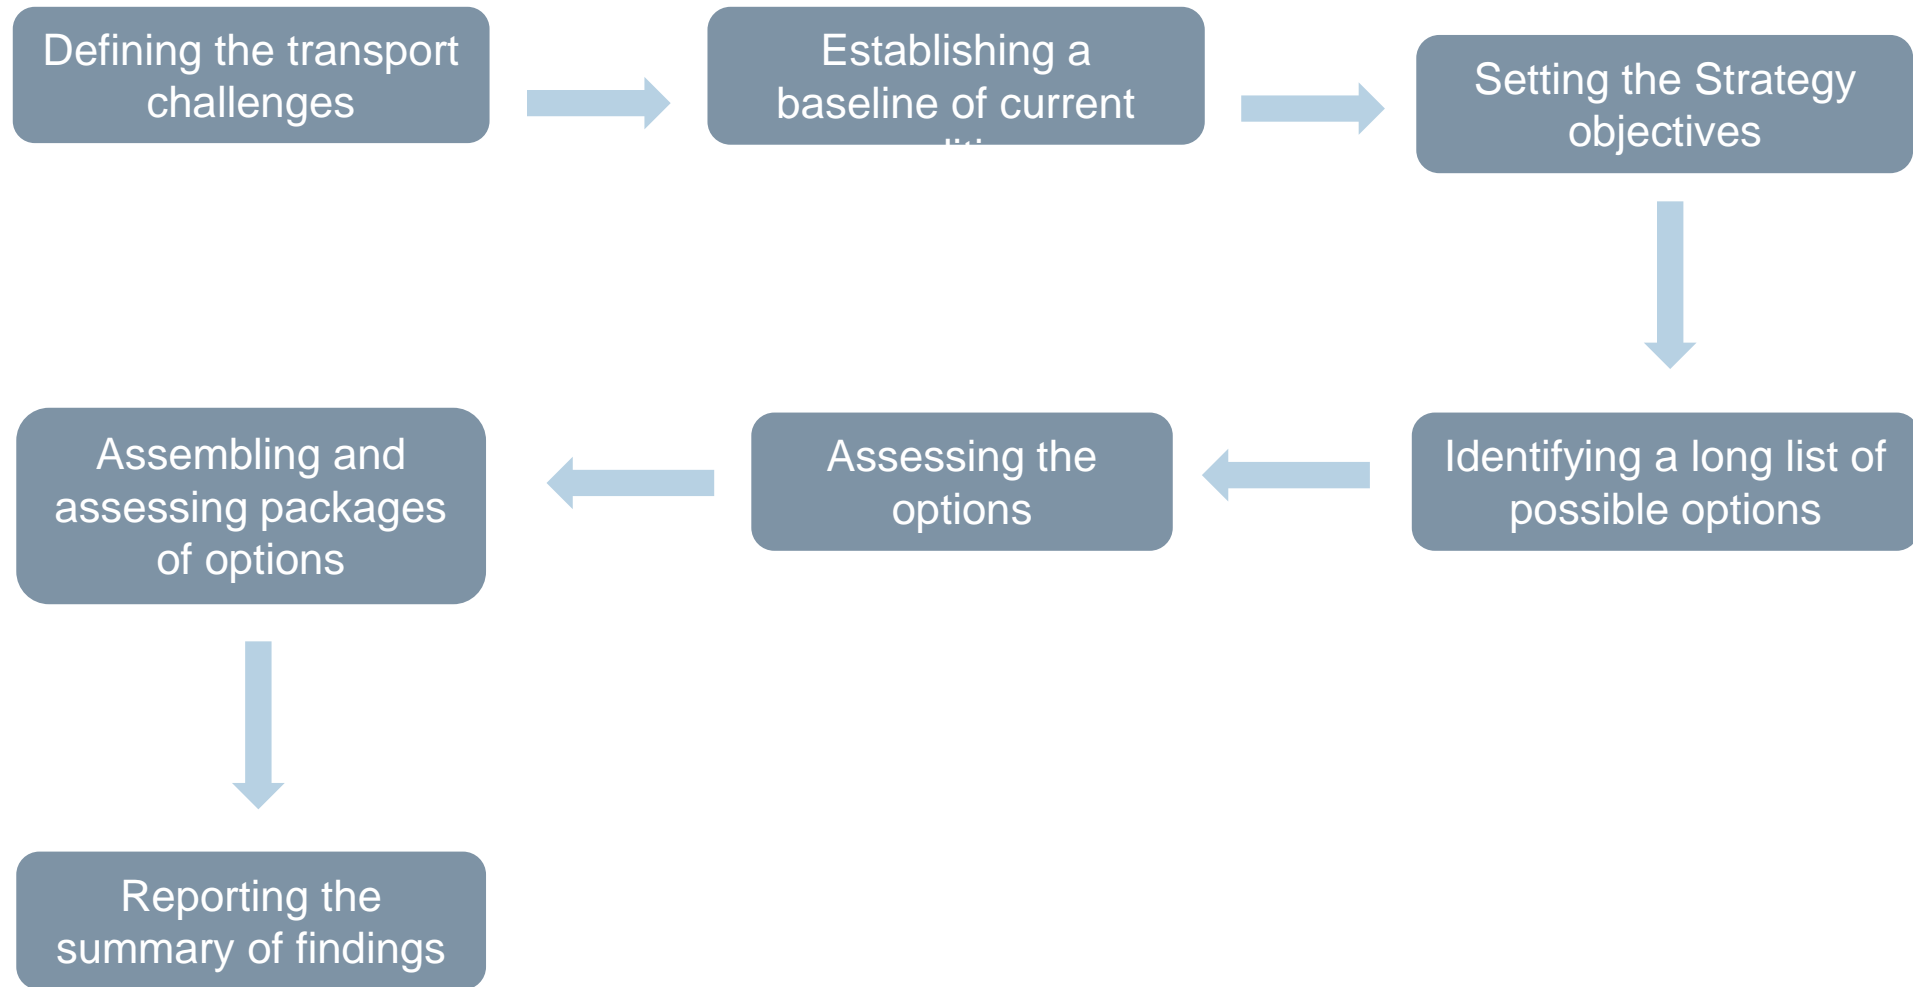 Defining the transport
challenges
Establishing a
baseline of current
Setting the Strategy
objectives
Identifying a long list of
possible options
Assessing the
options
Assembling and
assessing packages
of options
Reporting the
summary of findings